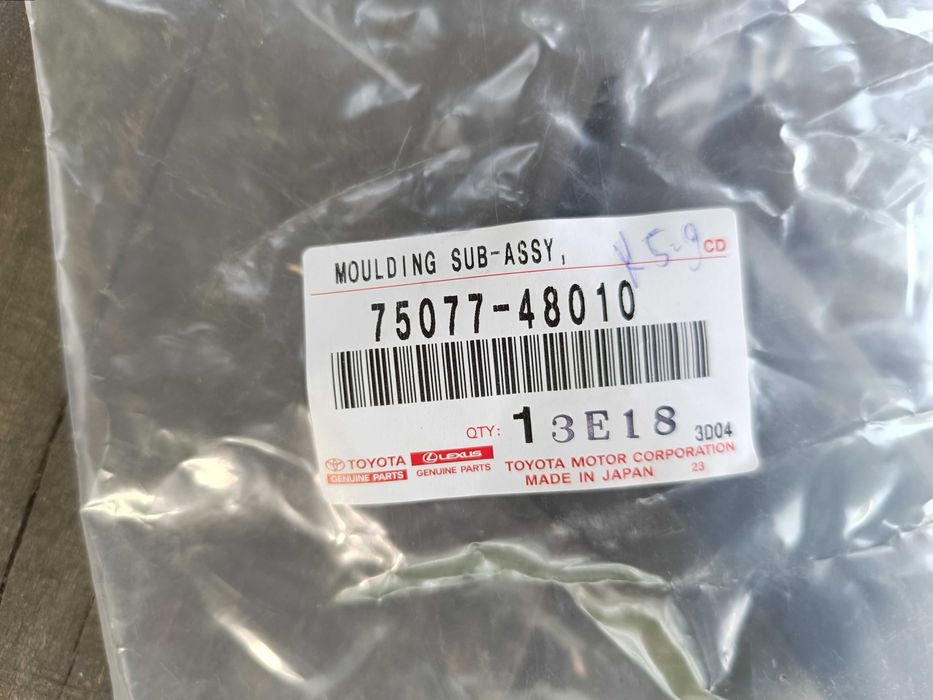 MOULDING SUB-ASSY,
CD
75077-48010
QTY: 1 3E18 3D04
TOYOTA
GENUINE PARTS
LEXUS
GENUINE PARTS
TOYOTA MOTOR CORPORATION
MADE IN JAPAN 23